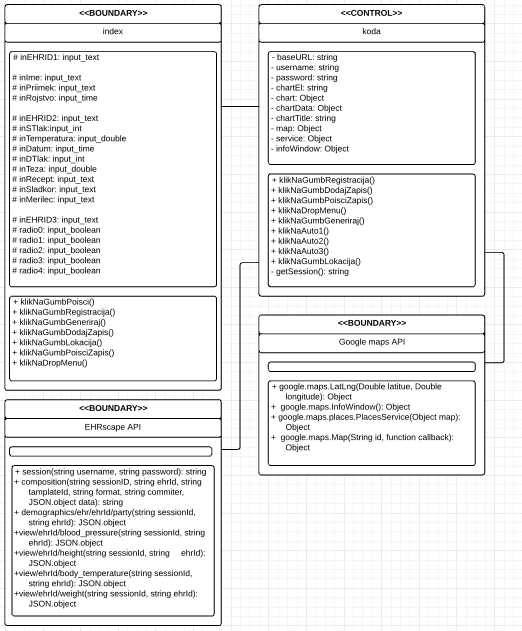 <<BOUNDARY>>
index
# inEHRID1: input_text
# inIme: input_text
# inPriimek: input_text
# inRojstvo: input_time
# inEHRID2: input_text
# inSTlak:input_int
# inTemperatura: input_double
# inDatum: input_time
# inDTlak: input_int
# inTeza: input_double
# inRecept: input_text
# inSladkor: input_text
# inMerilec: input_text
# inEHRID3: input_text
# radio0: input_boolean
# radio1: input_boolean
# radio2: input_boolean
# radio3: input_boolean
# radio4: input_boolean
+ klikNaGumbPoisci()
+ klikNaGumbRegistracija()
+ klikNaGumbGeneriraj()
+ klikNaGumbDodajZapis()
+ klikNaGumbLokacija()
+ klikNaGumbPoisciZapis()
+ klikNaDropMenu()
<<CONTROL>>
koda
- baseURL: string
- username: string
- password: string
- chartEl: string
- chart: Object
- chartData: Object
- chartTitle: string
- map: Object
- service: Object
- infoWindow: Object
+ klikNaGumbRegistracija()
+ klikNaGumbDodajZapis()
+ klikNaGumbPoisciZapis()
+ klikNaDropMenu()
+ klikNaGumbGeneriraj()
+ klikNaAuto1()
+ klikNaAuto2()
+ klikNaAuto3()
+ klikNaGumbLokacija()
- getSession(): string
<<BOUNDARY>>
Google maps API
+ google.maps.LatLng(Double latitue, Double
longitude): Object
+ google.maps.InfoWindow(): Object
+ google.maps.places.PlacesService(Object map):
Object
+ google.maps.Map(String id, function callback):
Object
<<BOUNDARY>>
EHRscape API
+ session(string username, string password): string
+ composition(string sessionID, string ehrId, string
tamplateId, string format, string commiter,
JSON.object data): string
+ demographics/ehr/ehrId/party(string sessionId,
string ehrId): JSON.object
+view/ehrId/blood_pressure(string sessionId, string
ehrId): JSON.object
+view/ehrId/height(string sessionId, string ehrId):
JSON.object
+view/ehrId/body_temperature(string sessionId,
string ehrId): JSON.object
+view/ehrId/weight(string sessionId, string ehrId):
JSON.object